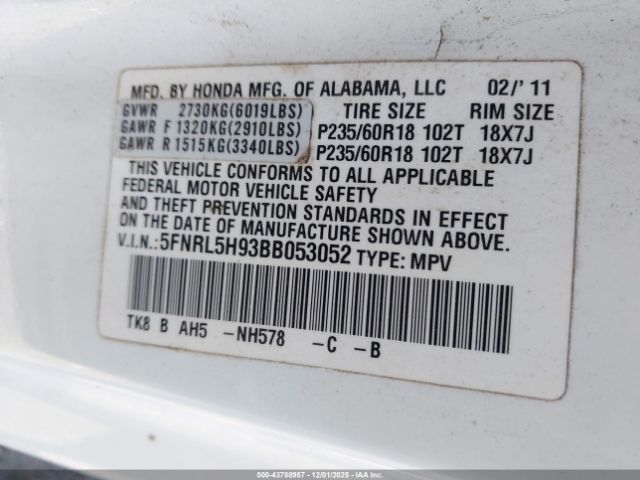 MFD. BY HONDA MFG. OF ALABAMA, LLC 02/' 11
GVWR 2730KG(6019LBS) TIRE SIZE RIM SIZE
GAWR F 1320KG(2910LBS) P235/60R18 102T 18X7J
GAWR R 1515KG(3340LBS) P235/60R18 102T 18X7J
THIS VEHICLE CONFORMS TO ALL APPLICABLE
FEDERAL MOTOR VEHICLE SAFETY
AND THEFT PREVENTION STANDARDS IN EFFECT
ON THE DATE OF MANUFACTURE SHOWN ABOVE.
V.I.N.: 5FNRL5H93BB053052 TYPE: MPV
TK8 B AH5 -NH578 -C -B
000-43788957 • 12/01/2025 • IAA Inc.